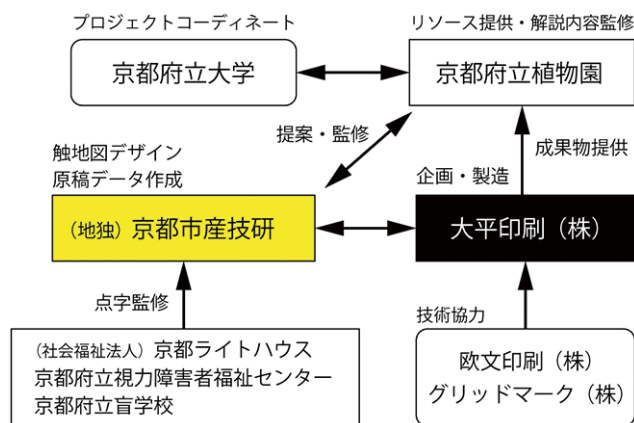 プロジェクトコーディネート
京都府立大学
リソース提供・解説内容監修
京都府立植物園
提案・監修
成果物提供
触地図デザイン
原稿データ作成
(地独) 京都市産技研
企画・製造
大平印刷（株）
点字監修
技術協力
(社会福祉法人) 京都ライトハウス
京都府立視力障害者福祉センター
京都府立盲学校
欧文印刷（株）
グリッドマーク（株）